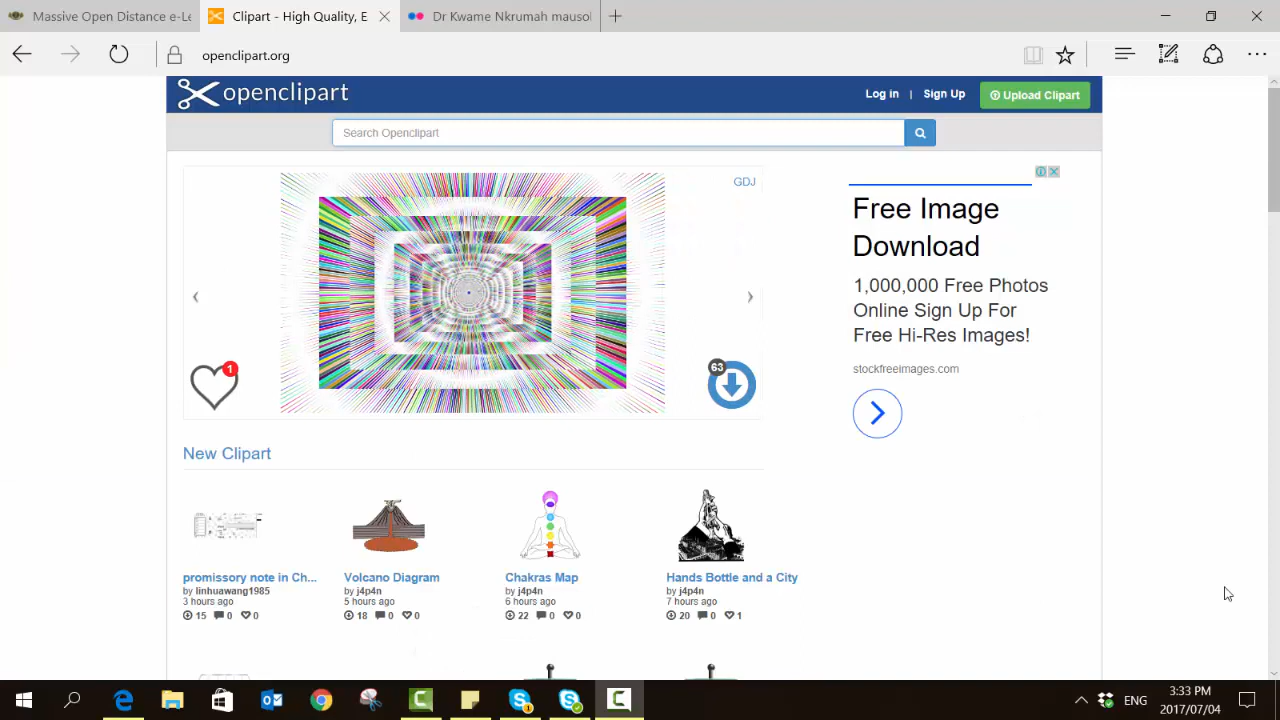 Massive Open Distance e-Le
Clipart - High Quality, E
Dr Kwame Nkrumah mausol
openclipart.org
openclipart
Log in | Sign Up
Upload Clipart
Search Openclipart
GDJ
1
63
Free Image
Download
1,000,000 Free Photos
Online Sign Up For
Free Hi-Res Images!
stockfreeimages.com
New Clipart
promissory note in Ch...
by linhuawang1985
3 hours ago
15 0 0
Volcano Diagram
by j4p4n
5 hours ago
18 0 0
Chakras Map
by j4p4n
6 hours ago
22 0 0
Hands Bottle and a City
by j4p4n
7 hours ago
20 0 1
ENG
3:33 PM
2017/07/04